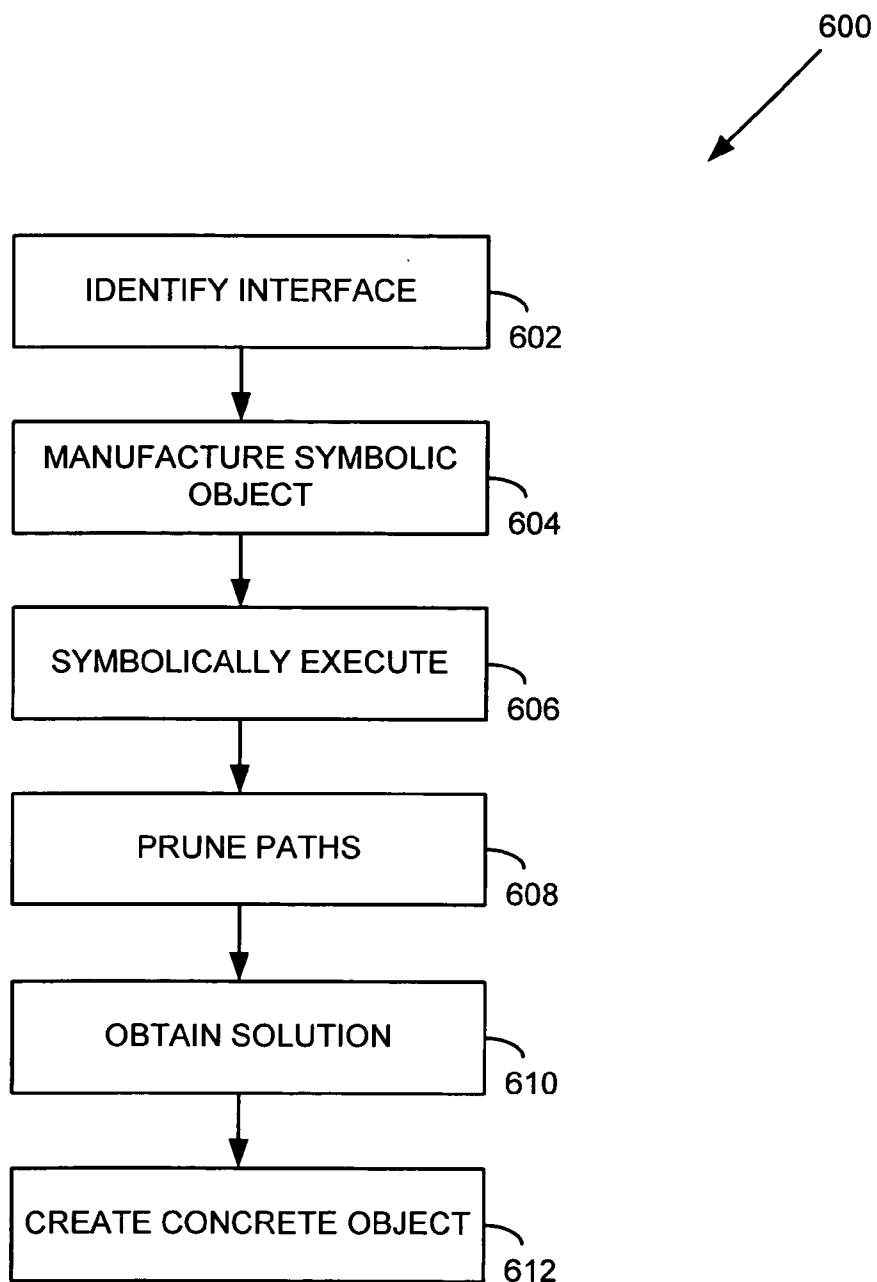 600
IDENTIFY INTERFACE
602
MANUFACTURE SYMBOLIC
OBJECT
604
SYMBOLICALLY EXECUTE
606
PRUNE PATHS
608
OBTAIN SOLUTION
610
CREATE CONCRETE OBJECT
612